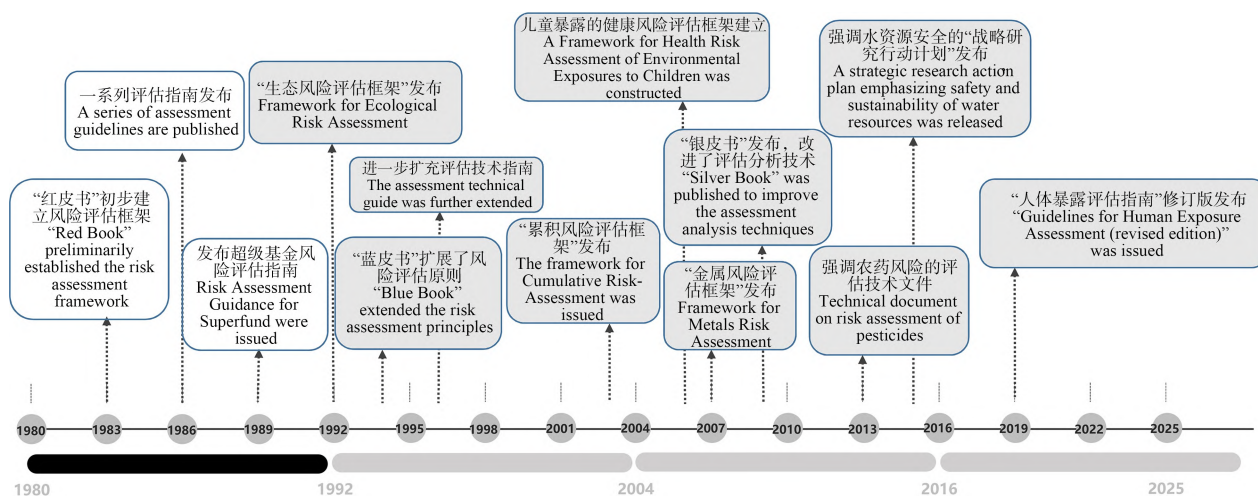 “红皮书”初步建
立风险评估框架
“Red Book”
preliminarily
established the risk
assessment
framework
一系列评估指南发布
A series of assessment
guidelines are published
发布超级基金风
险评估指南
Risk Assessment
Guidance for
Superfund were
issued
“生态风险评估框架”发布
Framework for Ecological
Risk Assessment
“蓝皮书”扩展了风
险评估原则
“Blue Book”
extended the risk
assessment principles
进一步扩充评估技术指南
The assessment technical
guide was further extended
“累积风险评估框
架”发布
The framework for
Cumulative Risk-
Assessment was
issued
儿童暴露的健康风险评估框架建立
A Framework for Health Risk
Assessment of Environmental
Exposures to Children was
constructed
“金属风险评
估框架”发布
Framework for
Metals Risk
Assessment
“银皮书”发布，改
进了评估分析技术
“Silver Book” was
published to improve
the assessment
analysis techniques
强调农药风险的评
估技术文件
Technical document
on risk assessment of
pesticides
强调水资源安全的“战略研
究行动计划”发布
A strategic research action
plan emphasizing safety and
sustainability of water
resources was released
“人体暴露评估指南”修订版发布
“Guidelines for Human Exposure
Assessment (revised edition)”
was issued
1980 1983 1986 1989 1992 1995 1998 2001 2004 2007 2010 2013 2016 2019 2022 2025
1980 1992 2004 2016 2025